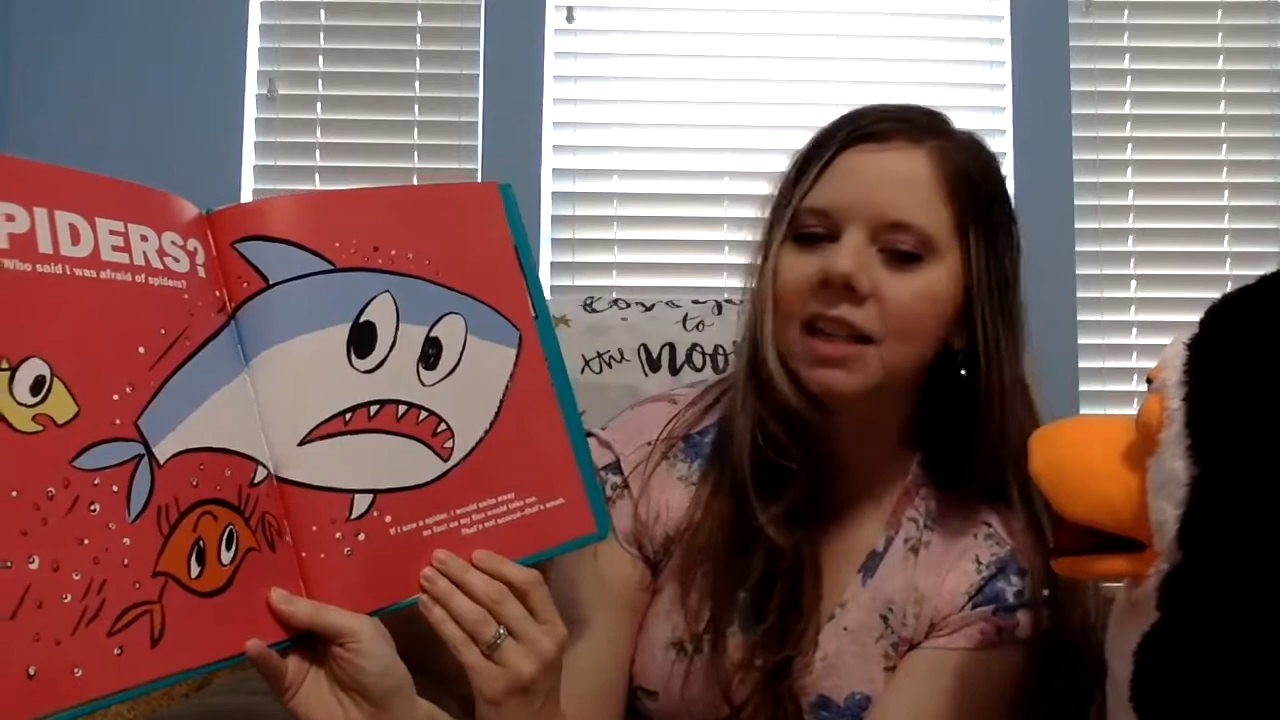 PIDERS?
Who said I was afraid of spiders?
If I saw a spider, I would swim away
as fast as my fins would take me.
That's not scared—that's smart.
to
the MOO